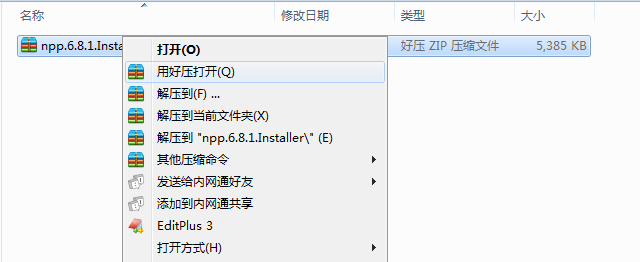 名称 修改日期 类型 大小
npp.6.8.1.Insta 好压 ZIP 压缩文件 5,385 KB
打开(O)
用好压打开(Q)
解压到(F) ...
解压到当前文件夹(X)
解压到 "npp.6.8.1.Installer\" (E)
其他压缩命令
发送给内网通好友
添加到内网通共享
EditPlus 3
打开方式(H)